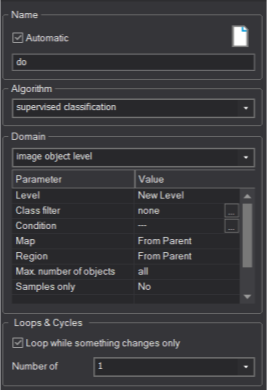 Name
Automatic
do
Algorithm
supervised classification
Domain
image object level
Parameter Value
Level New Level
Class filter none ...
Condition --- ...
Map From Parent
Region From Parent
Max. number of objects all
Samples only No
Loops & Cycles
Loop while something changes only
Number of 1